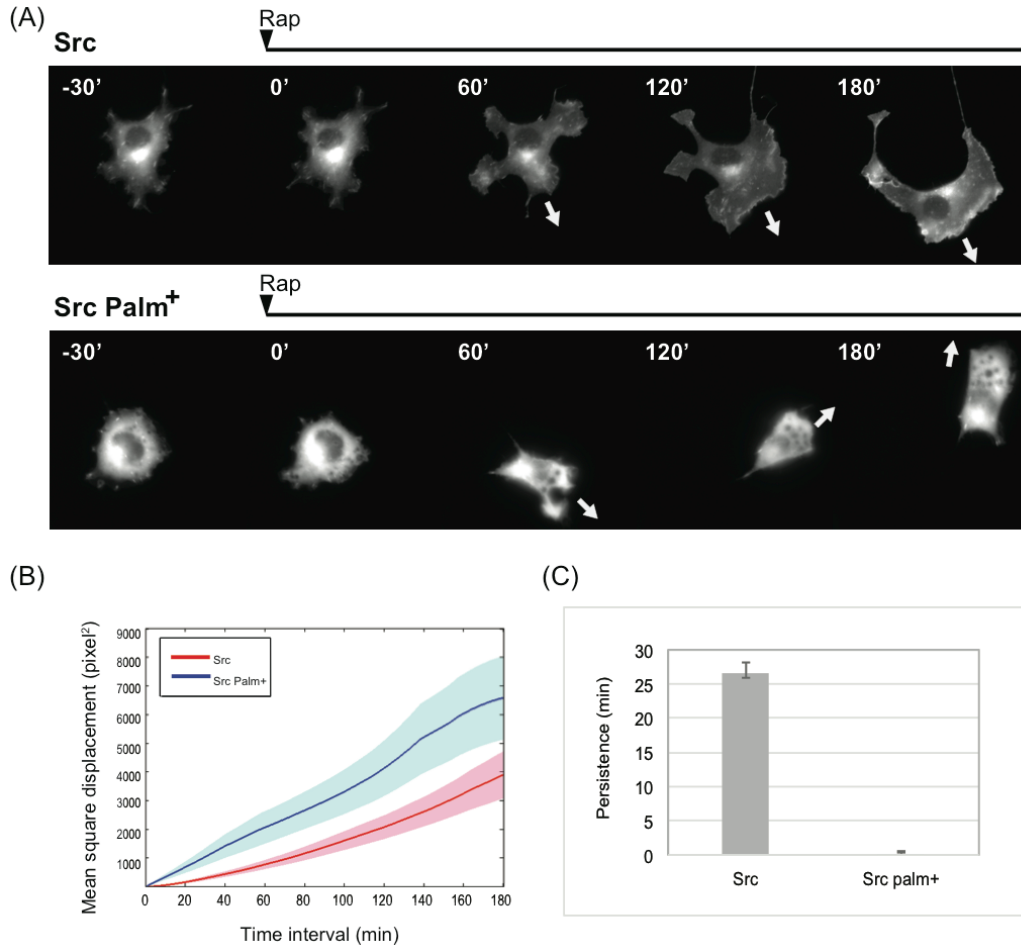 (A)
Rap
Src
-30’ 0’ 60’ 120’ 180’
Rap
Src Palm+
-30’ 0’ 60’ 120’ 180’
(B)
Mean square displacement (pixel²)
9000
8000
7000
6000
5000
4000
3000
2000
1000
Src
Src Palm+
0 20 40 60 80 100 120 140 160 180
Time interval (min)
(C)
Persistence (min)
30
25
20
15
10
5
0
Src Src palm+